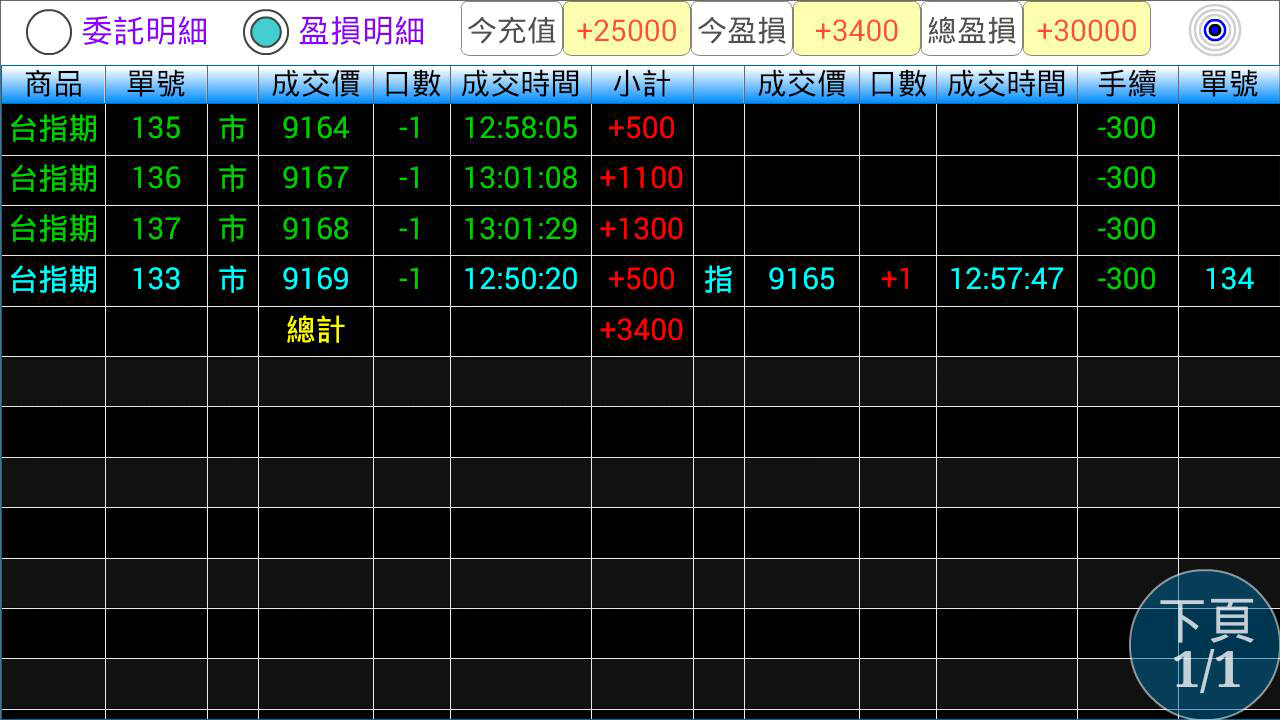 委託明細 盈損明細 今充值 +25000 今盈損 +3400 總盈損 +30000
商品 單號 成交價 口數 成交時間 小計 成交價 口數 成交時間 手續 單號
台指期 135 市 9164 -1 12:58:05 +500 -300
台指期 136 市 9167 -1 13:01:08 +1100 -300
台指期 137 市 9168 -1 13:01:29 +1300 -300
台指期 133 市 9169 -1 12:50:20 +500 指 9165 +1 12:57:47 -300 134
總計 +3400
下頁
1/1